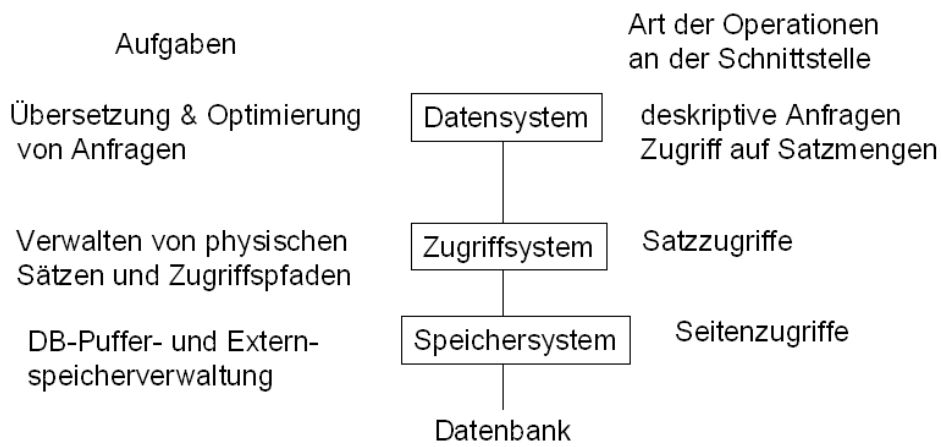 Aufgaben
Art der Operationen
an der Schnittstelle
Übersetzung & Optimierung
von Anfragen
Datensystem
deskriptive Anfragen
Zugriff auf Satzmengen
Verwalten von physischen
Sätzen und Zugriffspfaden
Zugriffsystem
Satzzugriffe
DB-Puffer- und Extern-
speicherverwaltung
Speichersystem
Seitenzugriffe
Datenbank